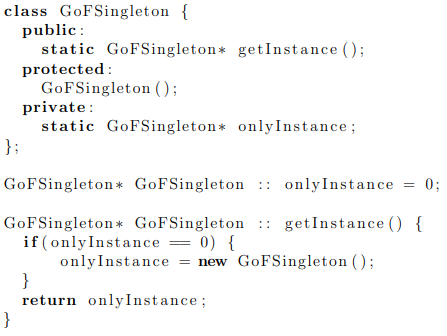 class GoFSingleton {
  public:
    static GoFSingleton* getInstance();
  protected:
    GoFSingleton();
  private:
    static GoFSingleton* onlyInstance;
};

GoFSingleton* GoFSingleton :: onlyInstance = 0;

GoFSingleton* GoFSingleton :: getInstance() {
  if(onlyInstance == 0) {
      onlyInstance = new GoFSingleton();
  }
  return onlyInstance;
}